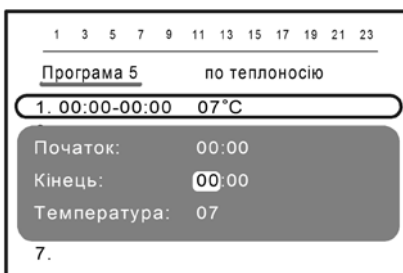 1 3 5 7 9 11 13 15 17 19 21 23
Програма 5 по теплоносію
1. 00:00-00:00 07°C
Початок: 00:00
Кінець: 00:00
Температура: 07
7.